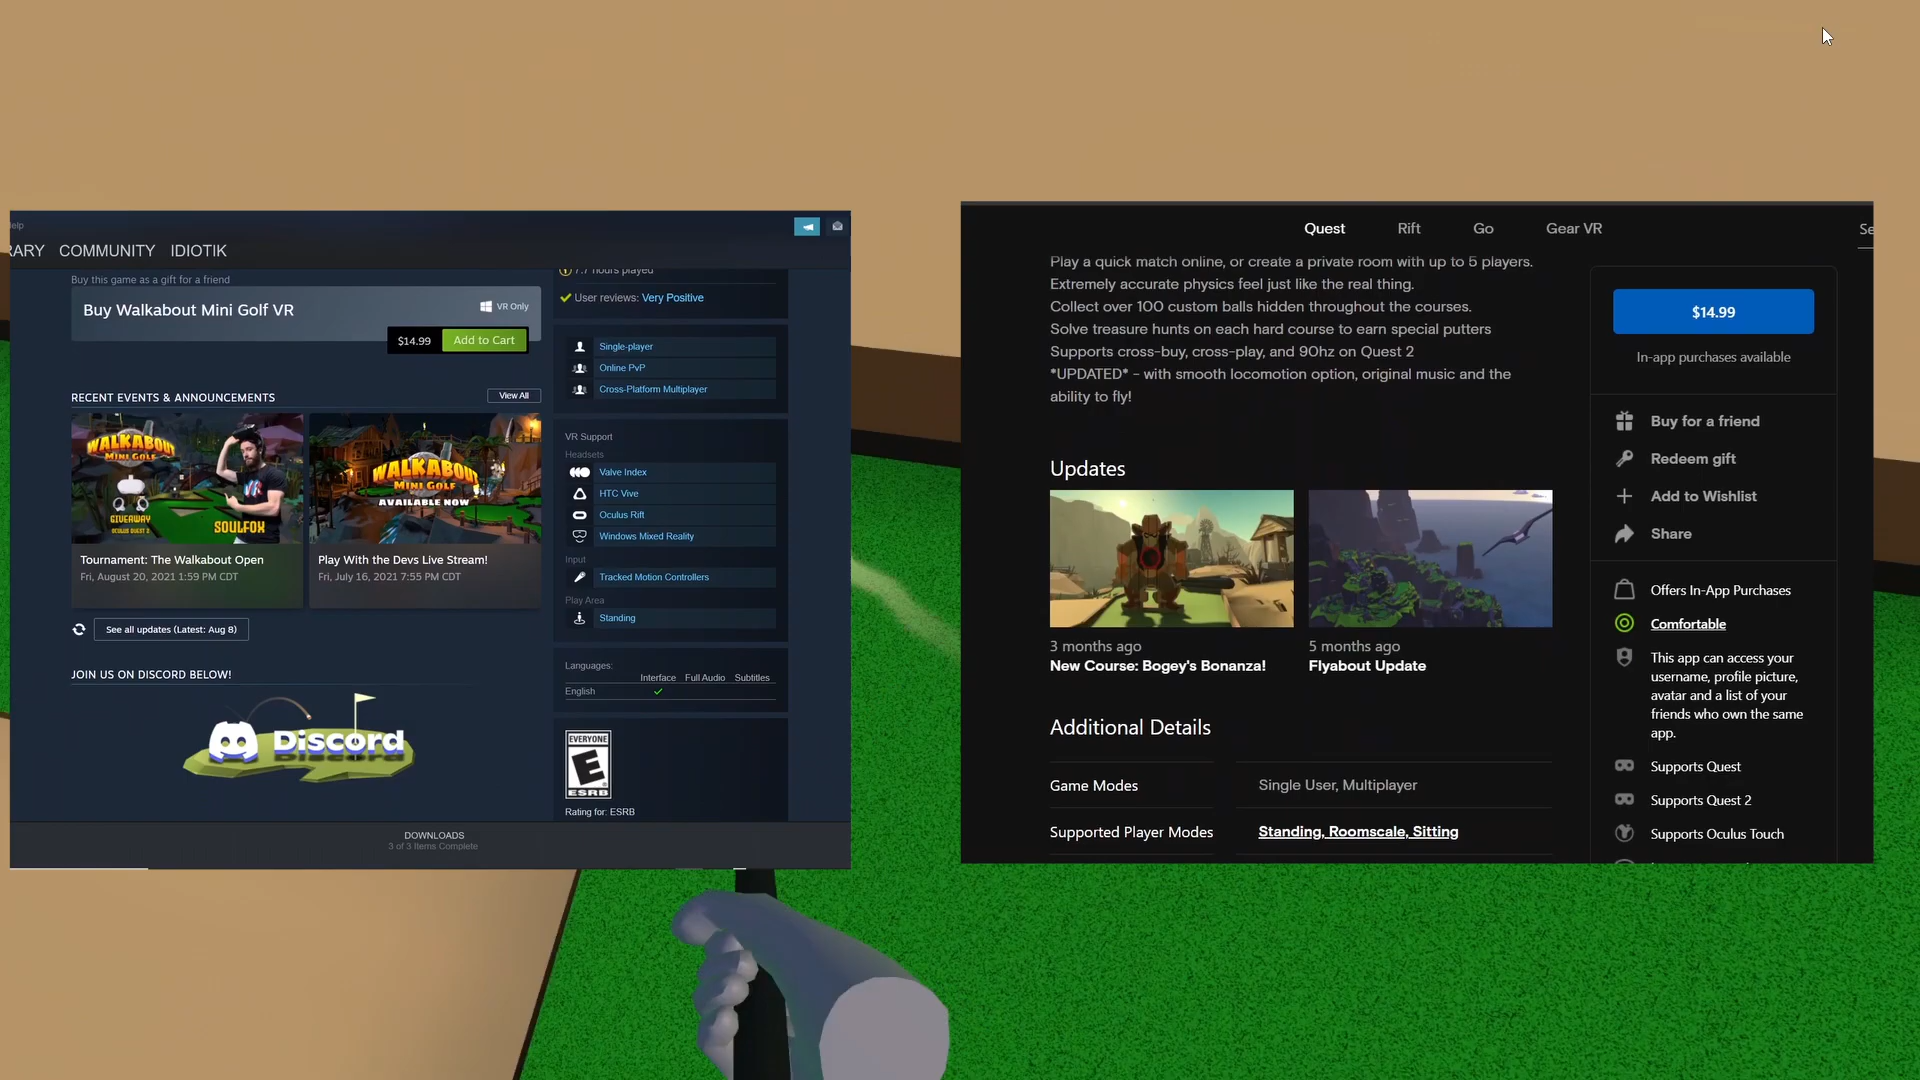 elp
RARY COMMUNITY IDIOTIK
Buy this game as a gift for a friend
Buy Walkabout Mini Golf VR
VR Only
$14.99
Add to Cart
RECENT EVENTS & ANNOUNCEMENTS
View All
WALKABOUT
MINI GOLF
GIVEAWAY
OCULUS QUEST 2
SOULFOX
Tournament: The Walkabout Open
Fri, August 20, 2021 1:59 PM CDT
WALKABOUT
MINI GOLF
AVAILABLE NOW
Play With the Devs Live Stream!
Fri, July 16, 2021 7:55 PM CDT
See all updates (Latest: Aug 8)
JOIN US ON DISCORD BELOW!
Discord
7.7 hours played
User reviews: Very Positive
Single-player
Online PvP
Cross-Platform Multiplayer
VR Support
Headsets
Valve Index
HTC Vive
Oculus Rift
Windows Mixed Reality
Input
Tracked Motion Controllers
Play Area
Standing
Languages:
Interface Full Audio Subtitles
English
EVERYONE
E
ESRB
Rating for: ESRB
DOWNLOADS
3 of 3 Items Complete
Quest Rift Go Gear VR
Se
Play a quick match online, or create a private room with up to 5 players.
Extremely accurate physics feel just like the real thing.
Collect over 100 custom balls hidden throughout the courses.
Solve treasure hunts on each hard course to earn special putters
Supports cross-buy, cross-play, and 90hz on Quest 2
*UPDATED* - with smooth locomotion option, original music and the
ability to fly!
Updates
3 months ago
New Course: Bogey's Bonanza!
5 months ago
Flyabout Update
Additional Details
Game Modes
Single User, Multiplayer
Supported Player Modes
Standing, Roomscale, Sitting
$14.99
In-app purchases available
Buy for a friend
Redeem gift
Add to Wishlist
Share
Offers In-App Purchases
Comfortable
This app can access your
username, profile picture,
avatar and a list of your
friends who own the same
app.
Supports Quest
Supports Quest 2
Supports Oculus Touch